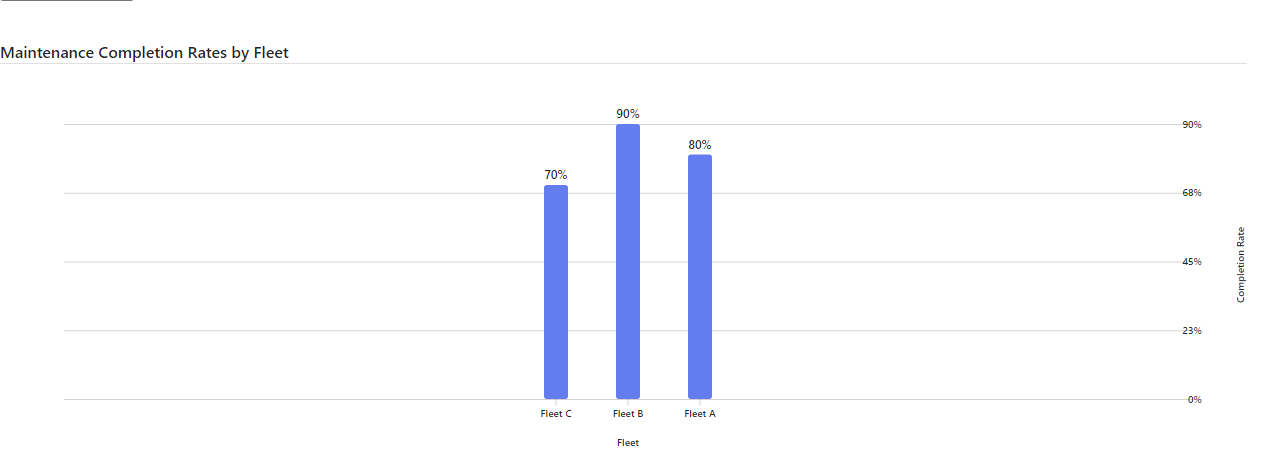 Maintenance Completion Rates by Fleet
90%
80%
70%
90%
68%
45%
23%
0%
Completion Rate
Fleet C
Fleet B
Fleet A
Fleet